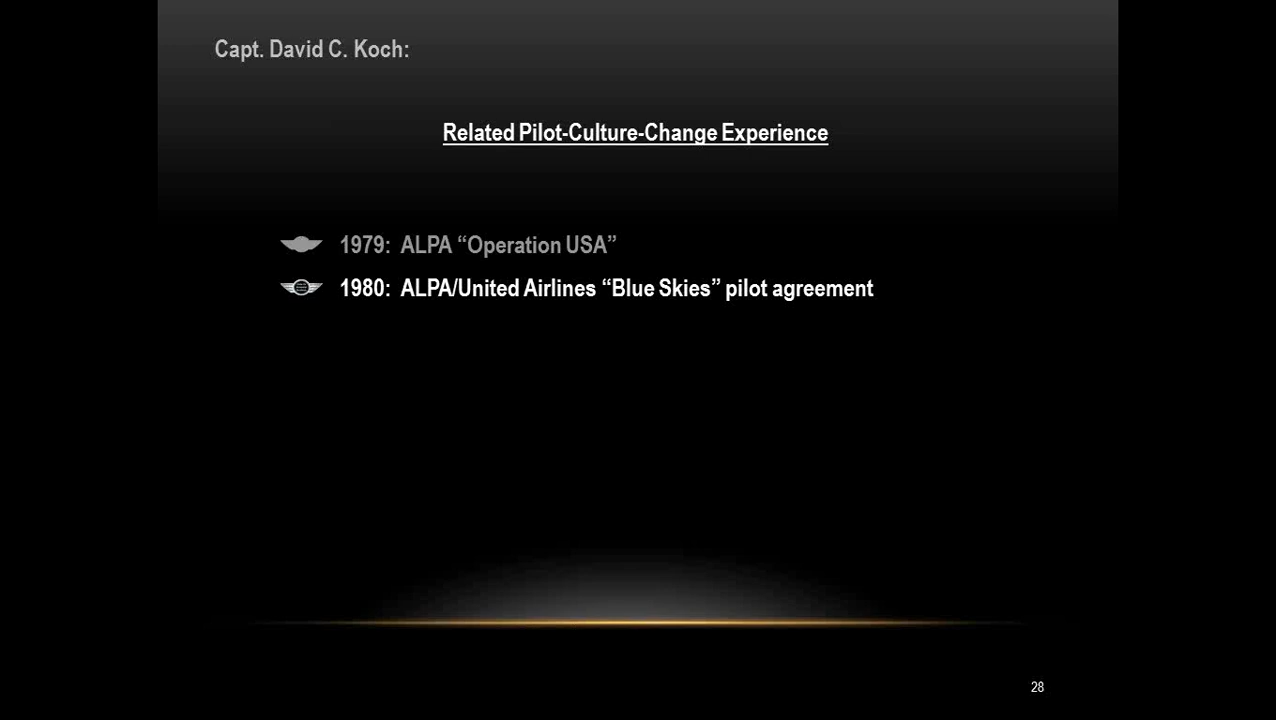 Capt. David C. Koch:
Related Pilot-Culture-Change Experience
1979: ALPA “Operation USA”
1980: ALPA/United Airlines “Blue Skies” pilot agreement
28